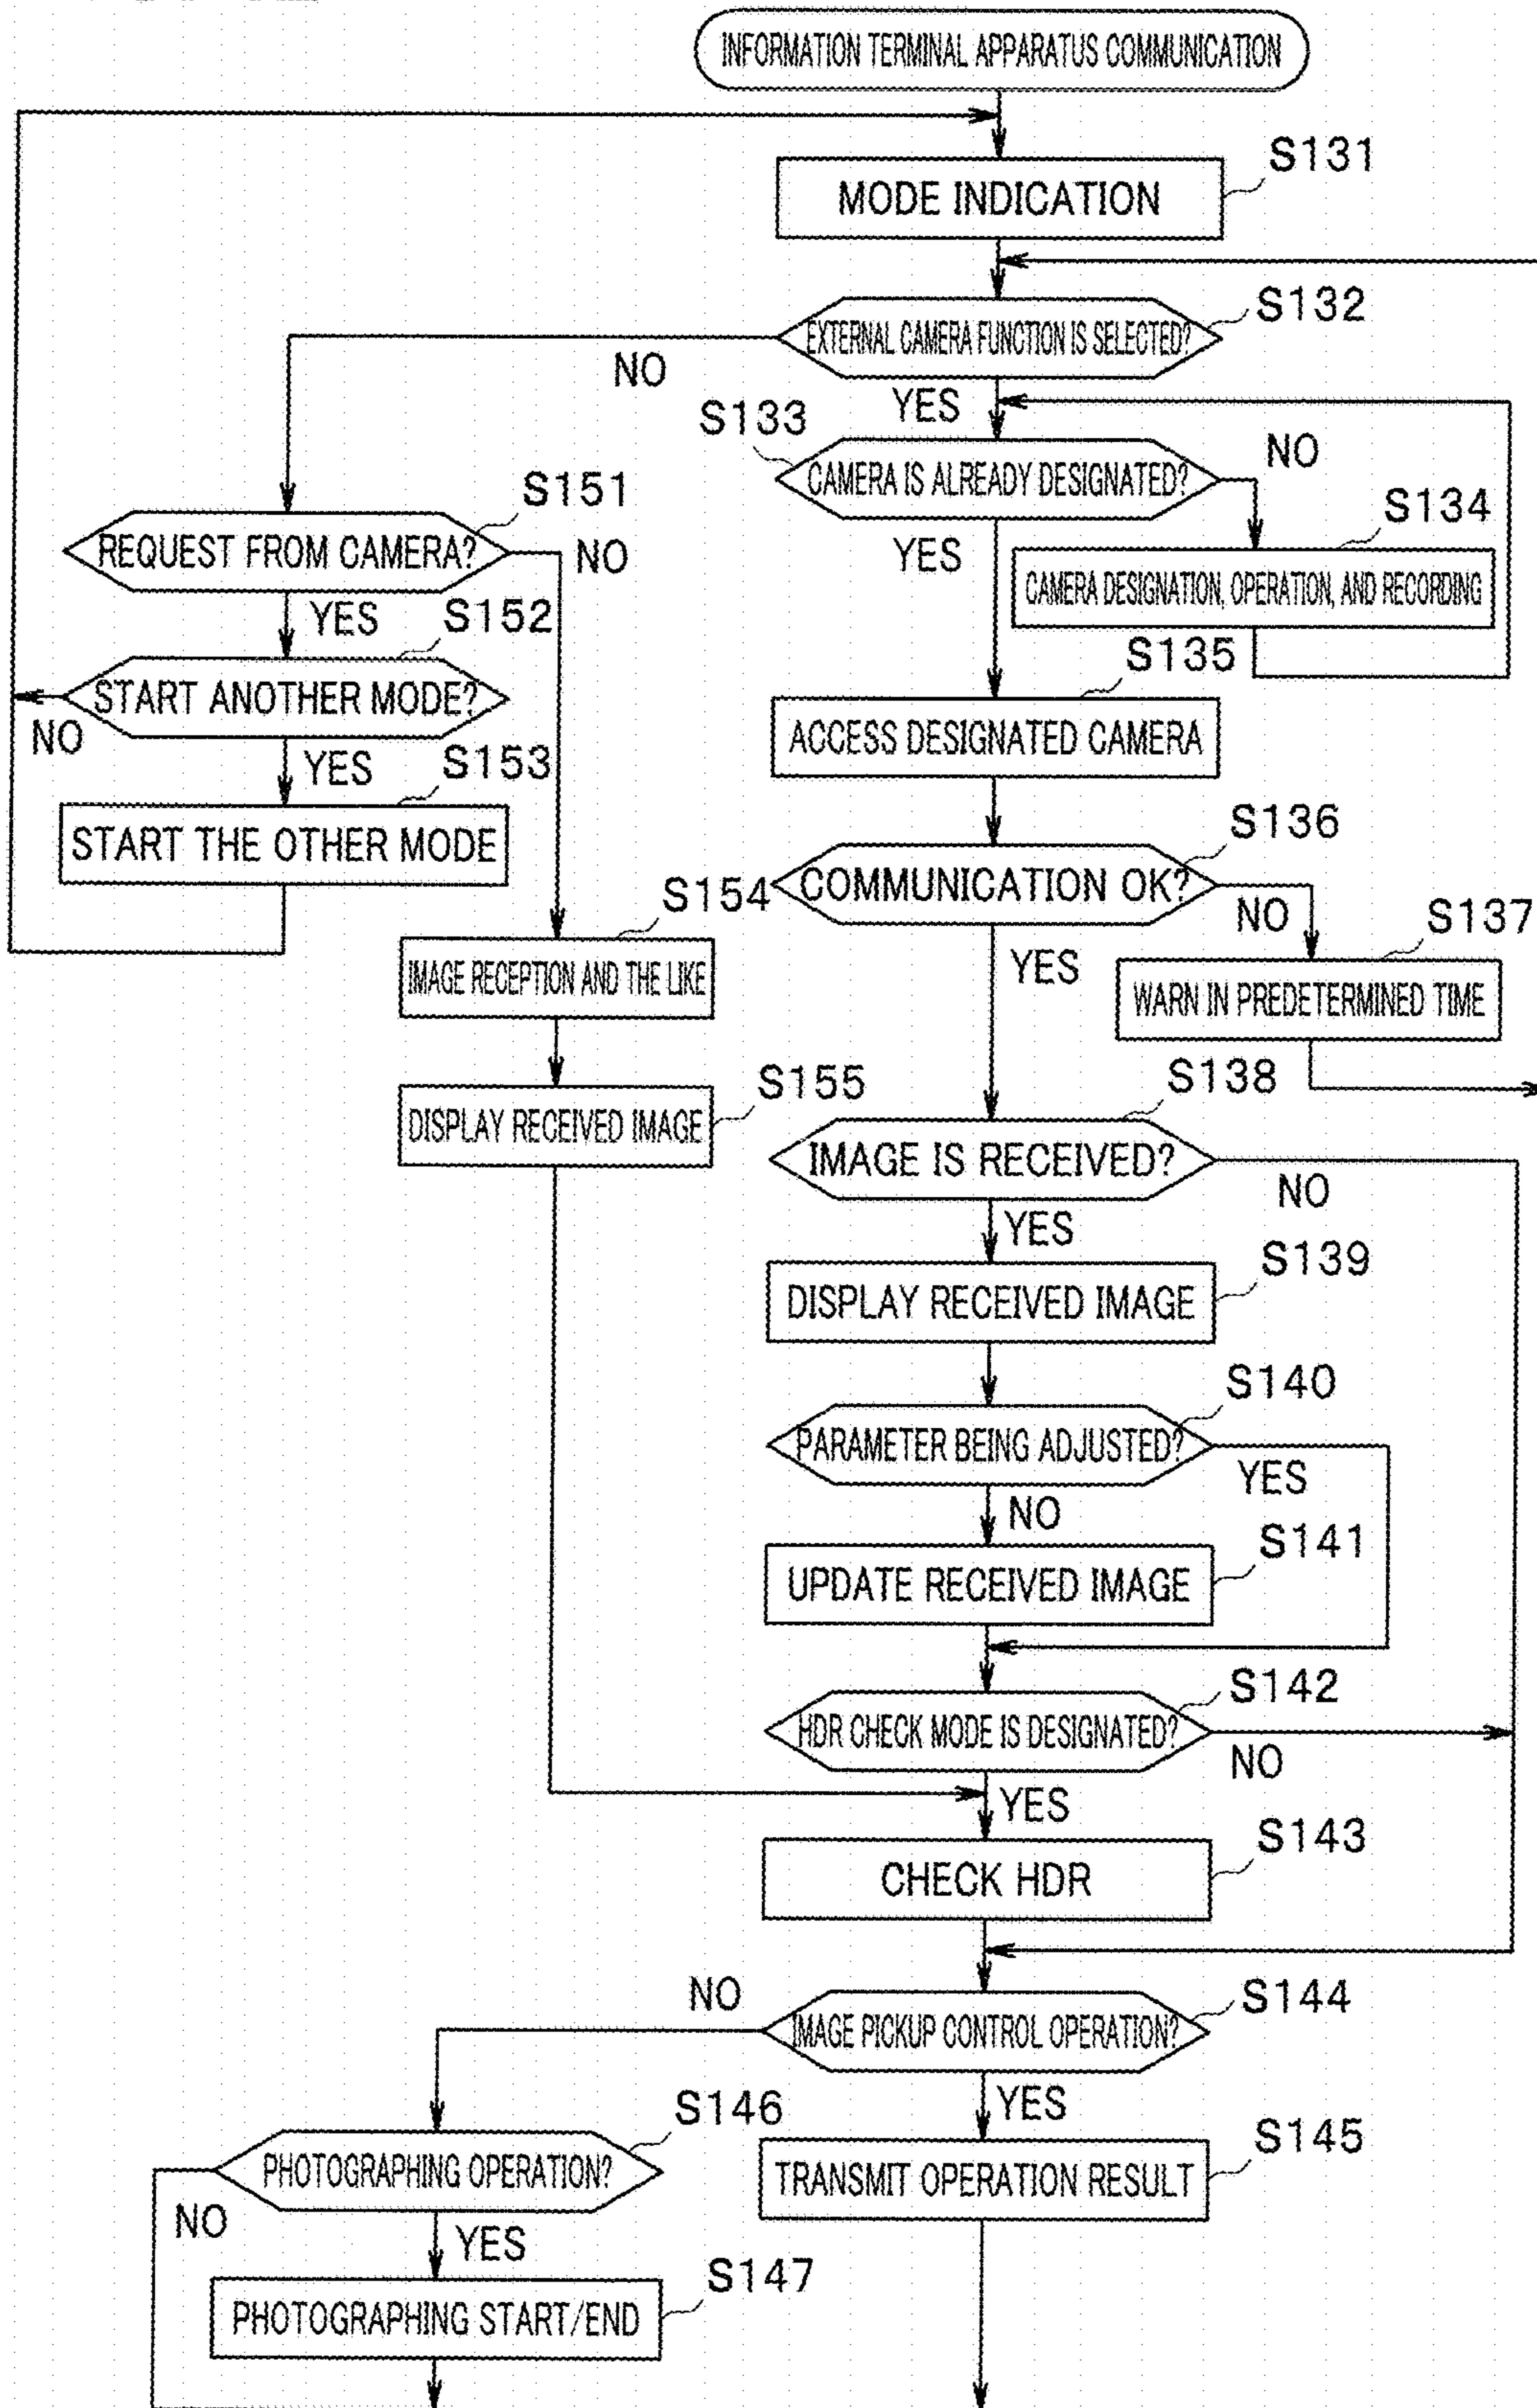 INFORMATION TERMINAL APPARATUS COMMUNICATION
S131
MODE INDICATION
S132
EXTERNAL CAMERA FUNCTION IS SELECTED?
NO
YES
S133
CAMERA IS ALREADY DESIGNATED?
NO
S134
CAMERA DESIGNATION, OPERATION, AND RECORDING
YES
S151
REQUEST FROM CAMERA?
NO
YES
S152
START ANOTHER MODE?
NO
YES
S153
START THE OTHER MODE
S135
ACCESS DESIGNATED CAMERA
S136
COMMUNICATION OK?
NO
S137
WARN IN PREDETERMINED TIME
YES
S154
IMAGE RECEPTION AND THE LIKE
S155
DISPLAY RECEIVED IMAGE
S138
IMAGE IS RECEIVED?
NO
YES
S139
DISPLAY RECEIVED IMAGE
S140
PARAMETER BEING ADJUSTED?
YES
NO
S141
UPDATE RECEIVED IMAGE
S142
HDR CHECK MODE IS DESIGNATED?
NO
YES
S143
CHECK HDR
S144
IMAGE PICKUP CONTROL OPERATION?
NO
YES
S145
TRANSMIT OPERATION RESULT
S146
PHOTOGRAPHING OPERATION?
NO
YES
S147
PHOTOGRAPHING START/END